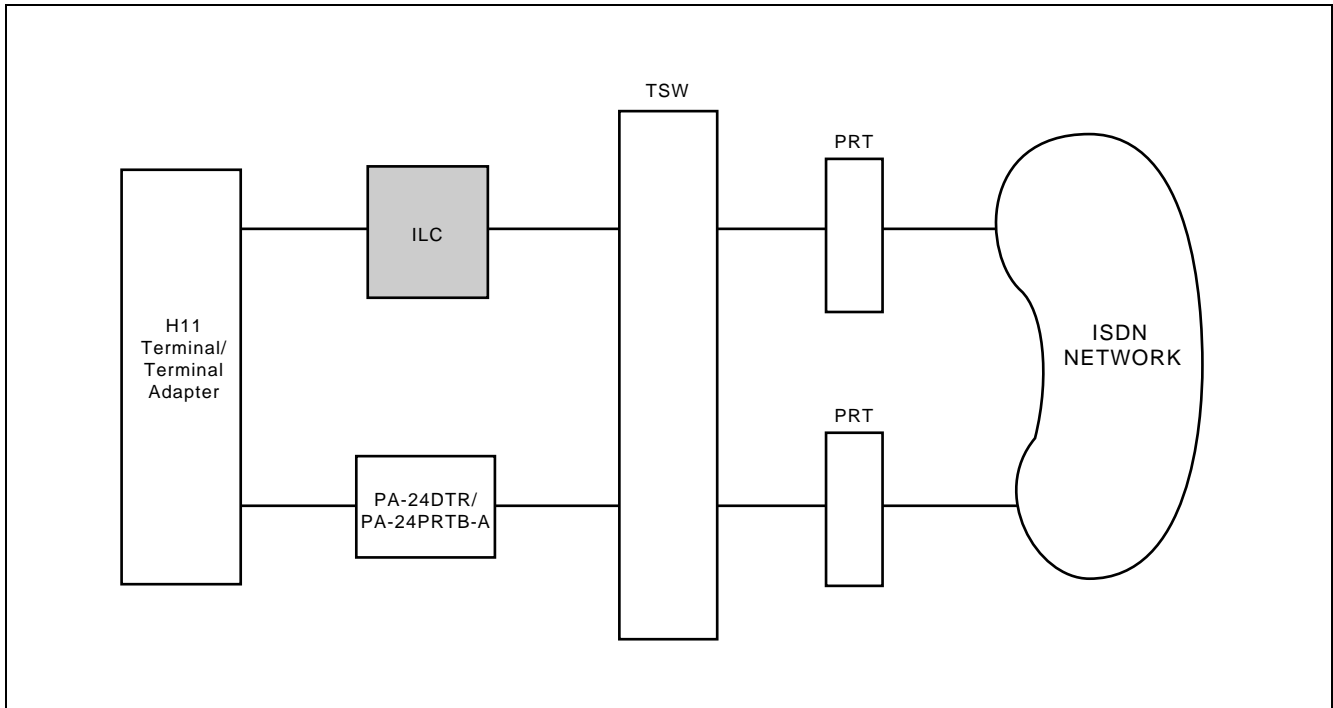 TSW
PRT
ILC
H11
Terminal/
Terminal
Adapter
ISDN
NETWORK
PRT
PA-24DTR/
PA-24PRTB-A